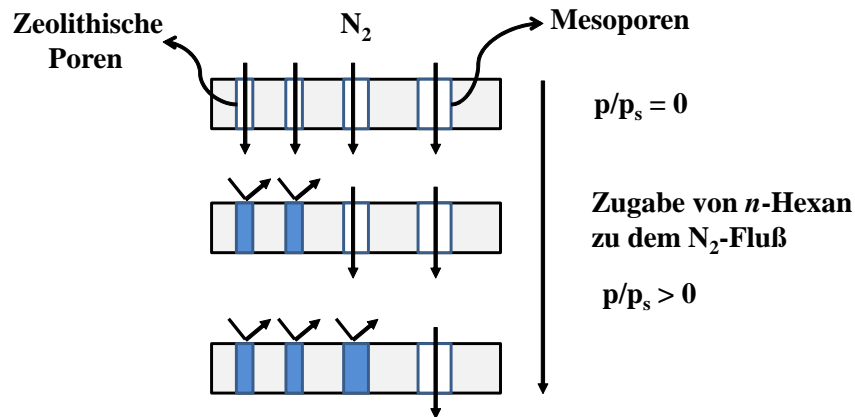 Zeolithische
Poren
N2
Mesoporen
p/ps = 0
Zugabe von n-Hexan
zu dem N2-Fluß
p/ps > 0